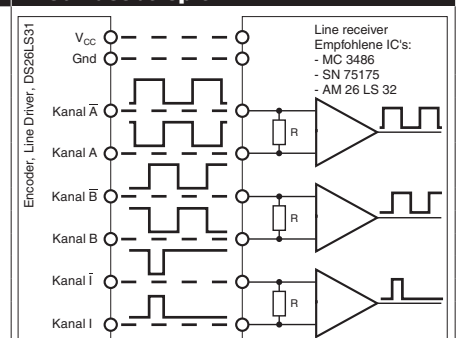 Encoder, Line Driver, DS26LS31
VCC
Gnd
Kanal A̅
Kanal A
Kanal B̅
Kanal B
Kanal I̅
Kanal I
Line receiver
Empfohlene IC's:
- MC 3486
- SN 75175
- AM 26 LS 32
R
R
R